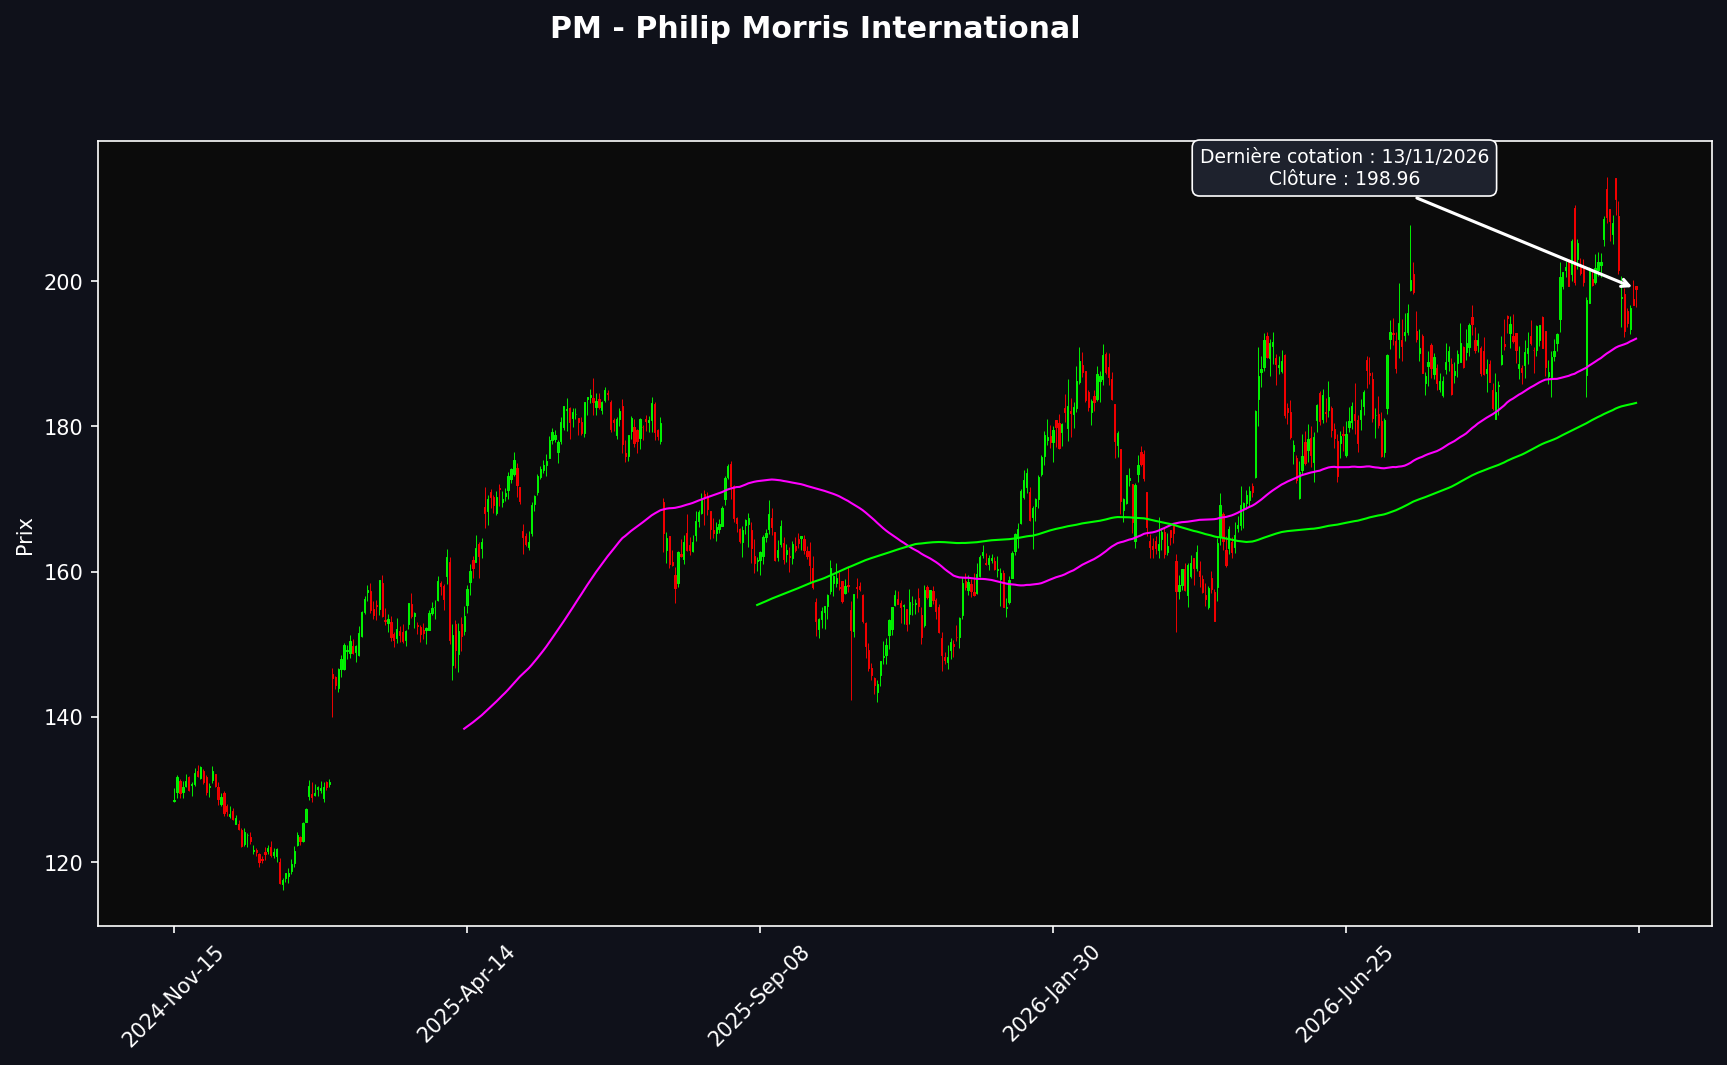 PM - Philip Morris International
Dernière cotation : 13/11/2026
Clôture : 198.96
Prix
200
180
160
140
120
2024-Nov-15
2025-Apr-14
2025-Sep-08
2026-Jan-30
2026-Jun-25